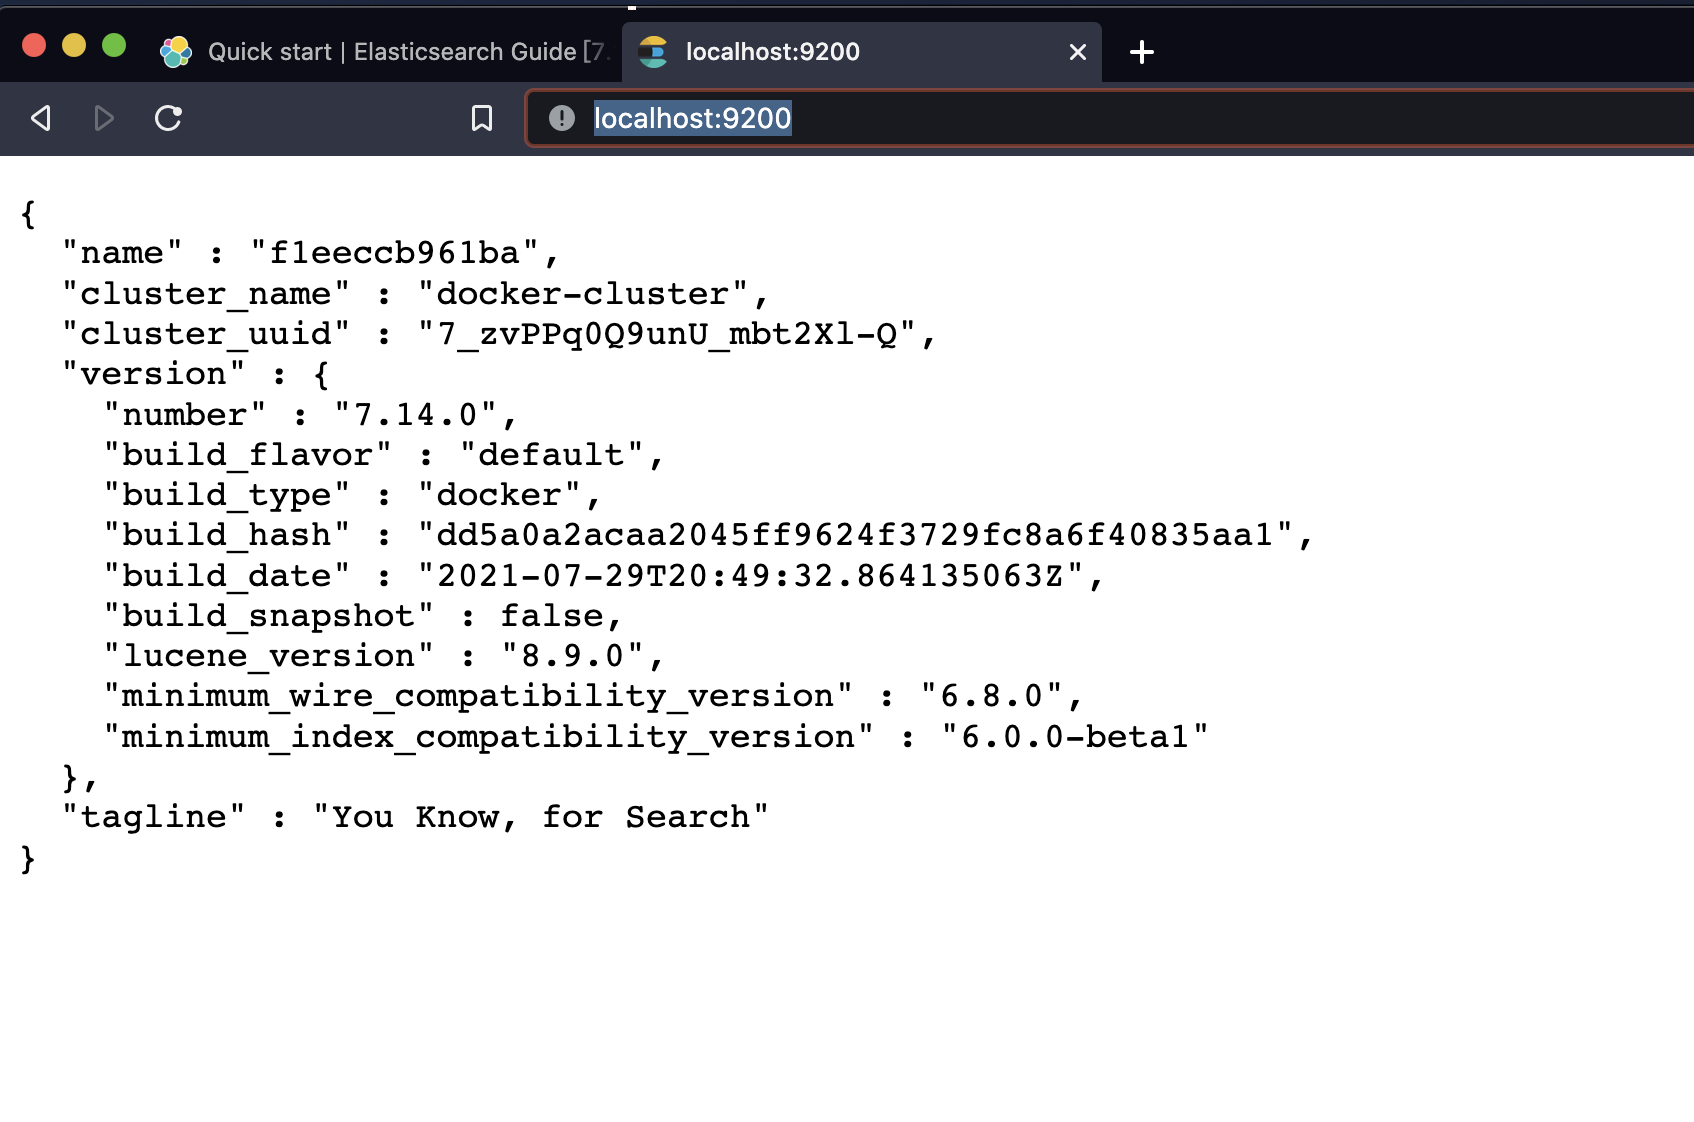 Quick start | Elasticsearch Guide [7.
localhost:9200
localhost:9200
{
"name" : "f1eeccb961ba",
"cluster_name" : "docker-cluster",
"cluster_uuid" : "7_zvPPq0Q9unU_mbt2Xl-Q",
"version" : {
"number" : "7.14.0",
"build_flavor" : "default",
"build_type" : "docker",
"build_hash" : "dd5a0a2acaa2045ff9624f3729fc8a6f40835aa1",
"build_date" : "2021-07-29T20:49:32.864135063Z",
"build_snapshot" : false,
"lucene_version" : "8.9.0",
"minimum_wire_compatibility_version" : "6.8.0",
"minimum_index_compatibility_version" : "6.0.0-beta1"
},
"tagline" : "You Know, for Search"
}